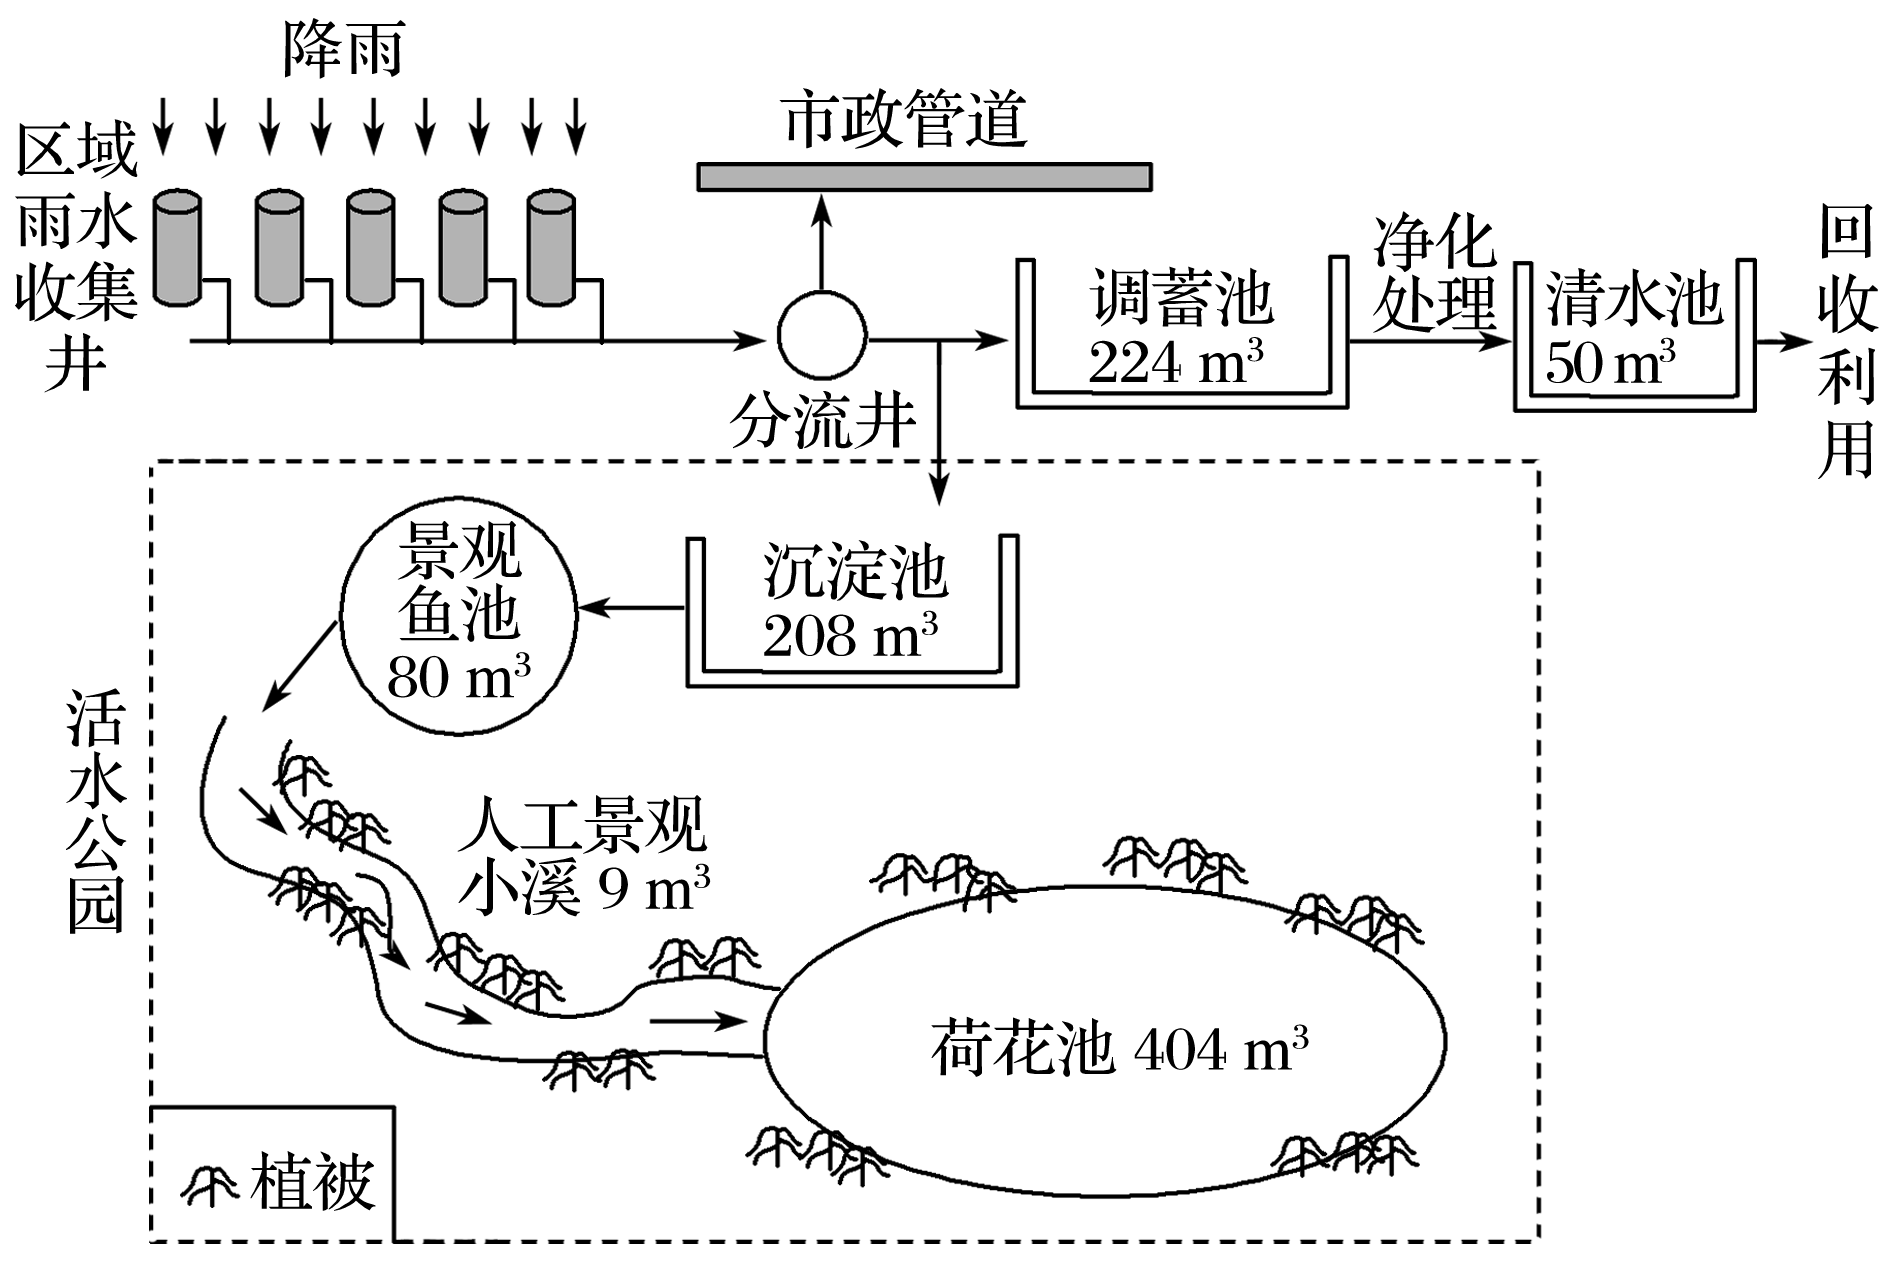 降雨
区域
雨水
收集
井
市政管道
分流井
调蓄池
224 m³
净化
处理
清水池
50 m³
回
收
利
用
活
水
公
园
景观
鱼池
80 m³
沉淀池
208 m³
人工景观
小溪 9 m³
荷花池 404 m³
植被